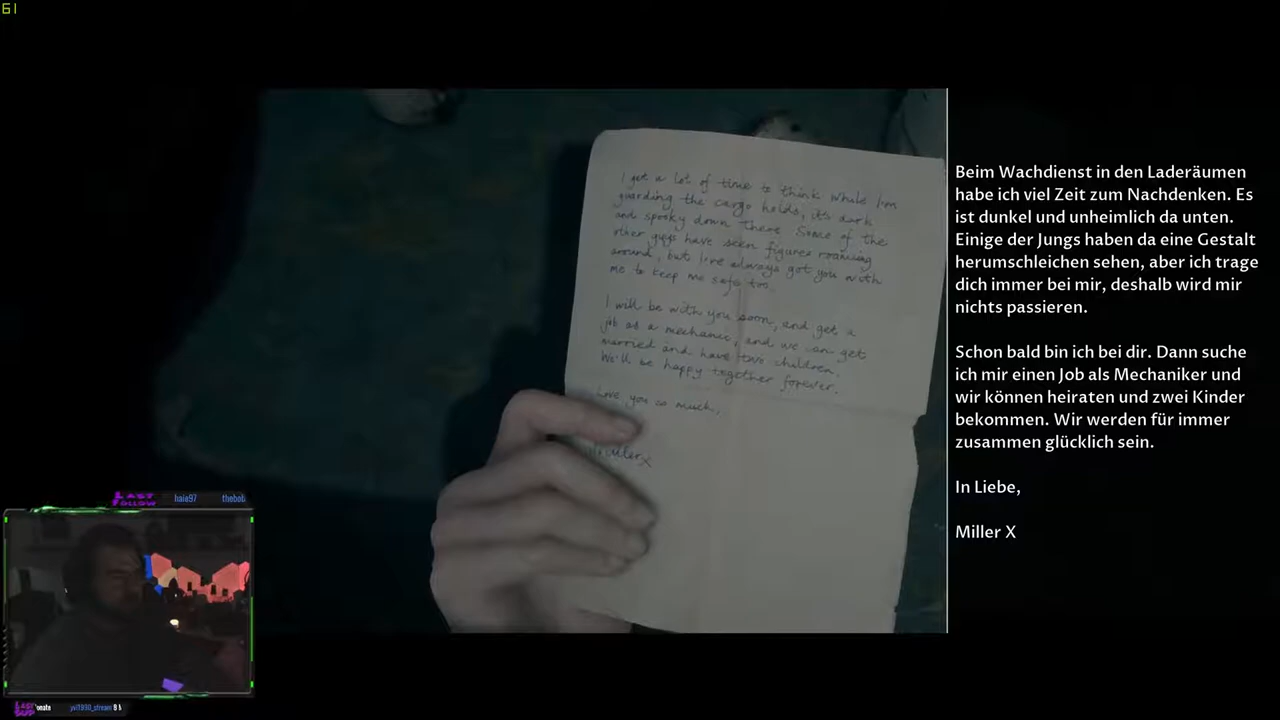 61
I get a lot of time to think while I'm
guarding the cargo holds, its dark
and spooky down there. Some of the
other guys have seen figures roaming
around, but I've always got you with
me to keep me safe too.
I will be with you soon, and get a
job as a mechanic, and we can get
married and have two children.
We'll be happy together forever.
Love you so much,
Miller X
Beim Wachdienst in den Laderäumen
habe ich viel Zeit zum Nachdenken. Es
ist dunkel und unheimlich da unten.
Einige der Jungs haben da eine Gestalt
herumschleichen sehen, aber ich trage
dich immer bei mir, deshalb wird mir
nichts passieren.
Schon bald bin ich bei dir. Dann suche
ich mir einen Job als Mechaniker und
wir können heiraten und zwei Kinder
bekommen. Wir werden für immer
zusammen glücklich sein.
In Liebe,
Miller X
LAST FOLLOW haie97 thebob